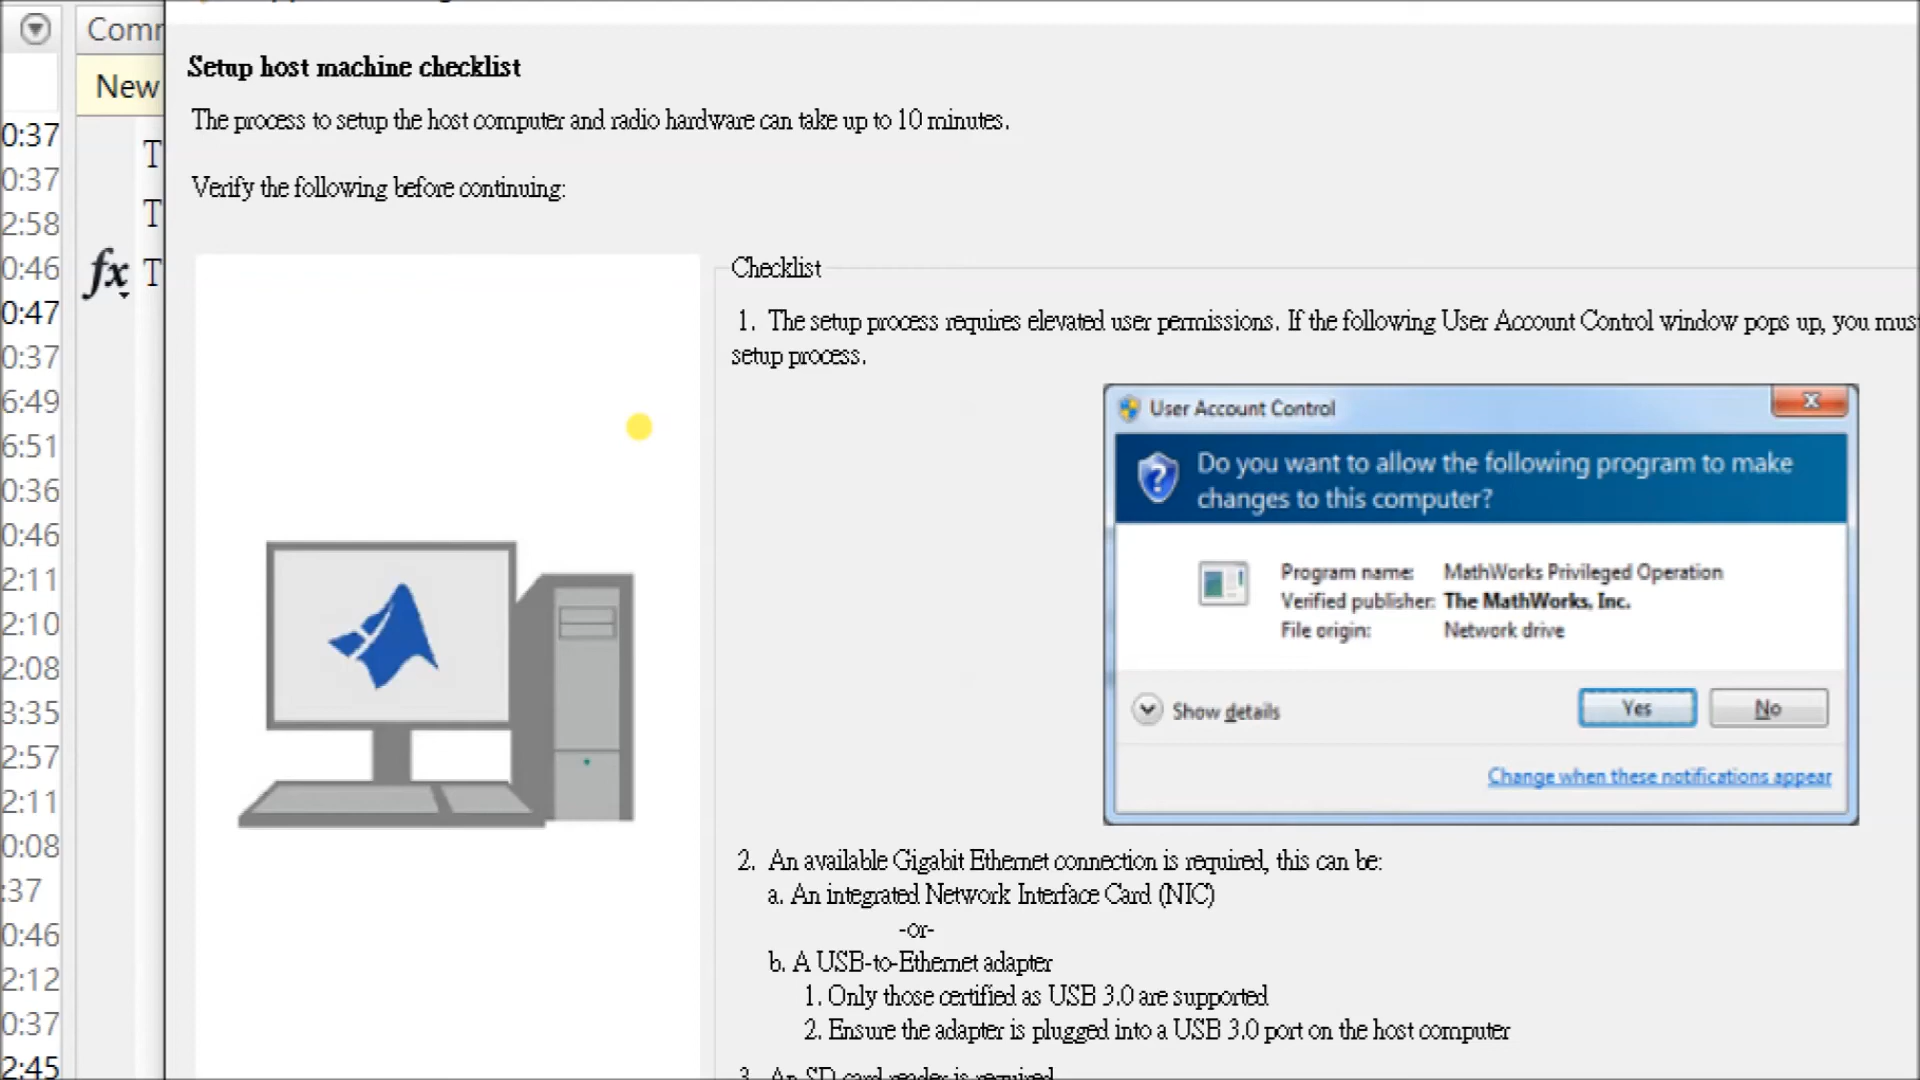 Comm
New
Setup host machine checklist
The process to setup the host computer and radio hardware can take up to 10 minutes.
Verify the following before continuing:
Checklist
1. The setup process requires elevated user permissions. If the following User Account Control window pops up, you must
setup process.
User Account Control
Do you want to allow the following program to make
changes to this computer?
Program name: MathWorks Privileged Operation
Verified publisher: The MathWorks, Inc.
File origin: Network drive
Show details
Yes
No
Change when these notifications appear
2. An available Gigabit Ethernet connection is required, this can be:
a. An integrated Network Interface Card (NIC)
-or-
b. A USB-to-Ethernet adapter
1. Only those certified as USB 3.0 are supported
2. Ensure the adapter is plugged into a USB 3.0 port on the host computer
3. An SD card reader is required
0:37
0:37
2:58
0:46
0:47
0:37
6:49
6:51
0:36
0:46
2:11
2:10
2:08
3:35
2:57
2:11
0:08
:37
0:46
2:12
0:37
2:45
T
T
fx T